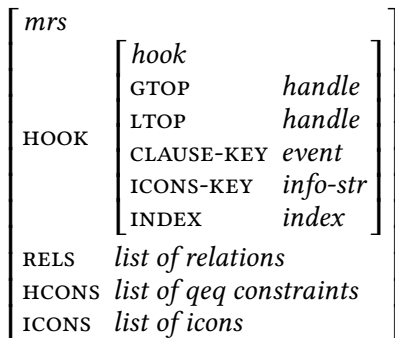 mrs
HOOK
hook
GTOP handle
LTOP handle
CLAUSE-KEY event
ICONS-KEY info-str
INDEX index
RELS list of relations
HCONS list of qeq constraints
ICONS list of icons